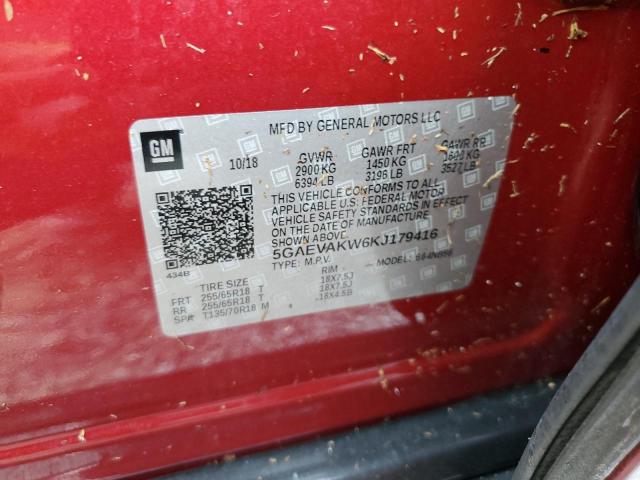 MFD BY GENERAL MOTORS LLC
GM
10/18 GVWR GAWR FRT GAWR RR
2900 KG 1450 KG 1600 KG
6394 LB 3196 LB 3527 LB
THIS VEHICLE CONFORMS TO ALL
APPLICABLE U.S. FEDERAL MOTOR
VEHICLE SAFETY STANDARDS IN EFFECT
ON THE DATE OF MANUFACTURE
SHOWN ABOVE.
5GAEVAKW6KJ179416
TYPE: M.P.V. MODEL:
434B
TIRE SIZE RIM
FRT 255/65R18 T 18X7.5J
RR 255/65R18 T 18X7.5J
SPA T135/70R18 M 18X4.5B